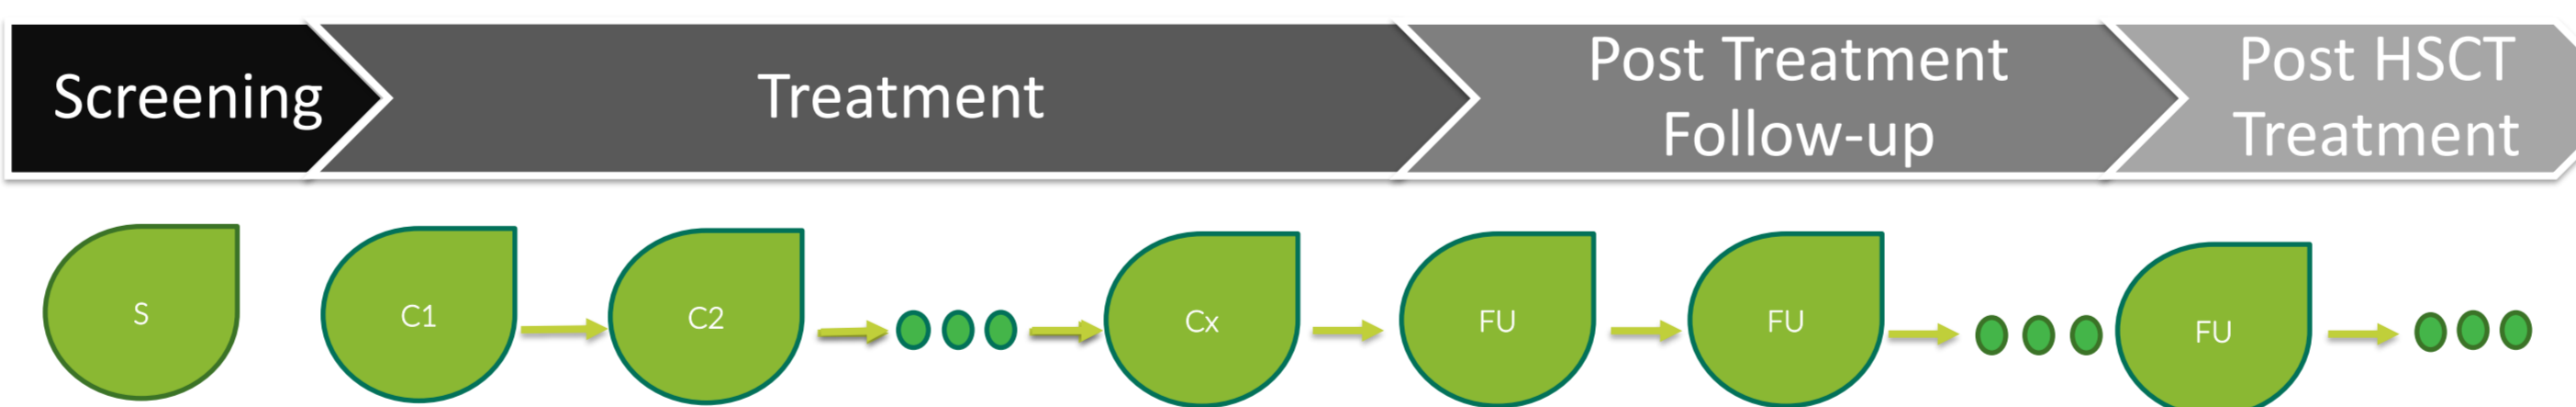 Screening
Treatment
Post Treatment
Follow-up
Post HSCT
Treatment
S
C1
C2
Cx
FU
FU
FU